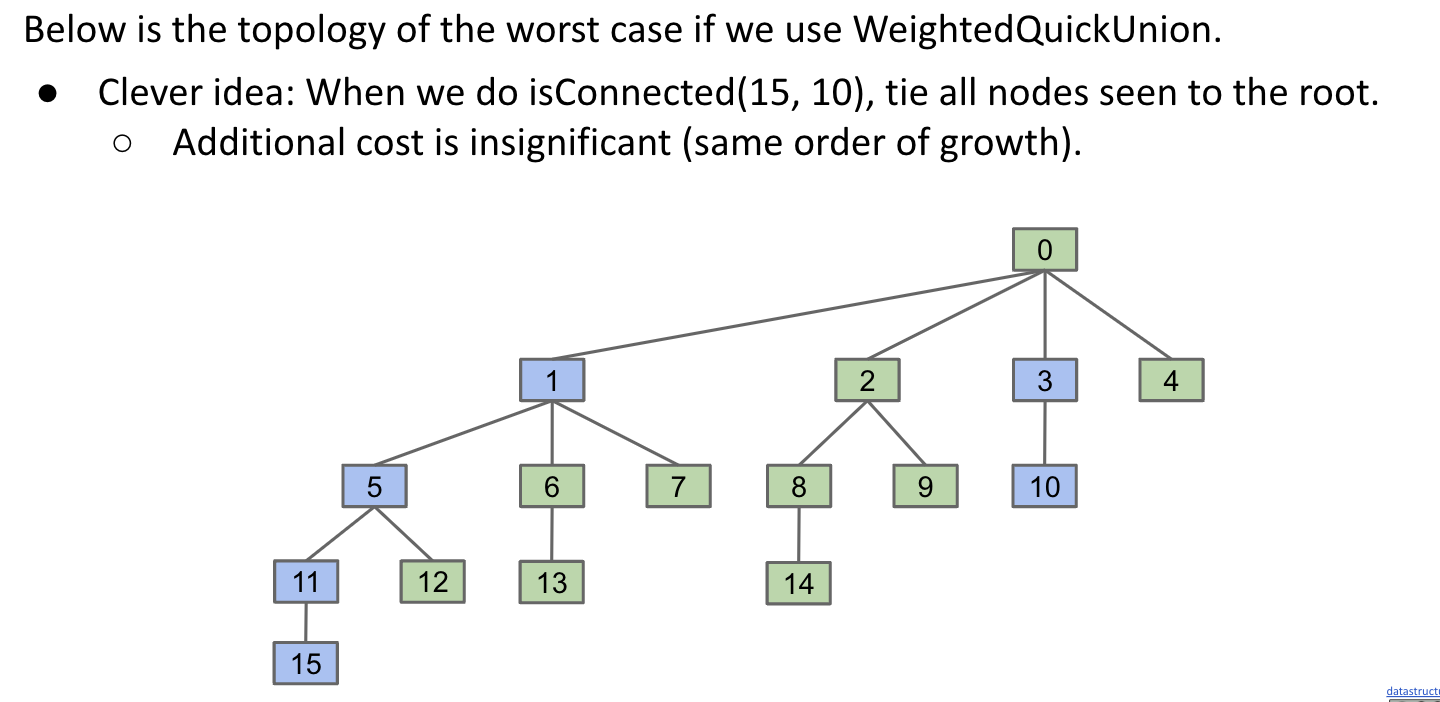 Below is the topology of the worst case if we use WeightedQuickUnion.
● Clever idea: When we do isConnected(15, 10), tie all nodes seen to the root.
○ Additional cost is insignificant (same order of growth).
0
1 2 3 4
5 6 7 8 9 10
11 12 13 14
15